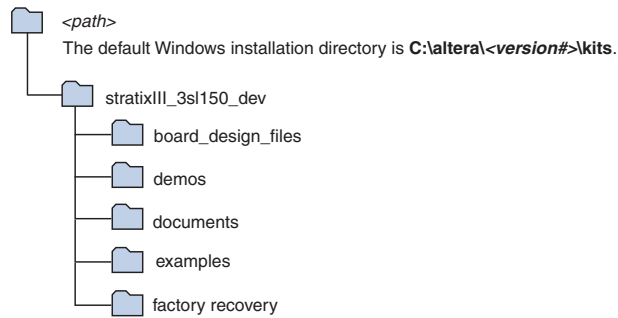 <path>
The default Windows installation directory is C:\altera\<version#>\kits.
stratixIII_3sl150_dev
board_design_files
demos
documents
examples
factory recovery